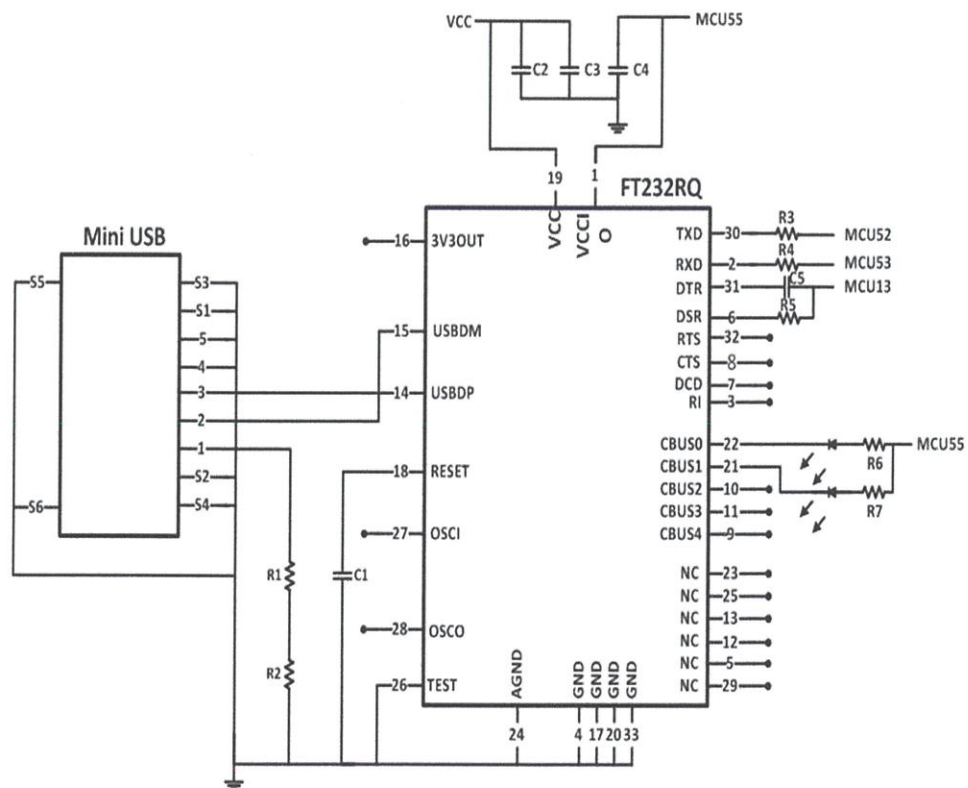 VCC MCU55
C2 C3 C4
19 1 FT232RQ
VCC VCCI O
Mini USB
S5 S3
S1
5
4
3
2
1
S2
S6 S4
R1
R2
C1
16 3V3OUT
15 USBDM
14 USBDP
18 RESET
27 OSCI
28 OSCO
26 TEST
TXD 30 R3 MCU52
RXD 2 R4 MCU53
DTR 31 C5 MCU13
DSR 6 R5
RTS 32
CTS 8
DCD 7
RI 3
CBUS0 22 R6 MCU55
CBUS1 21
CBUS2 10 R7
CBUS3 11
CBUS4 9
NC 23
NC 25
NC 13
NC 12
NC 5
NC 29
AGND GND GND GND GND
24 4 17 20 33